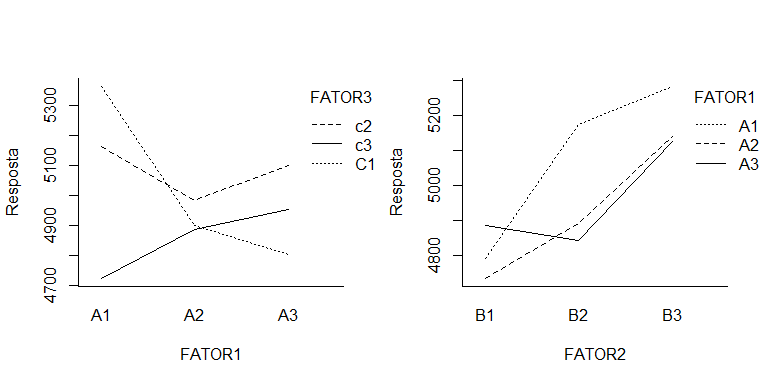 Resposta
4700
4900
5100
5300
A1
A2
A3
FATOR1
FATOR3
c2
c3
C1
Resposta
4800
5000
5200
B1
B2
B3
FATOR2
FATOR1
A1
A2
A3